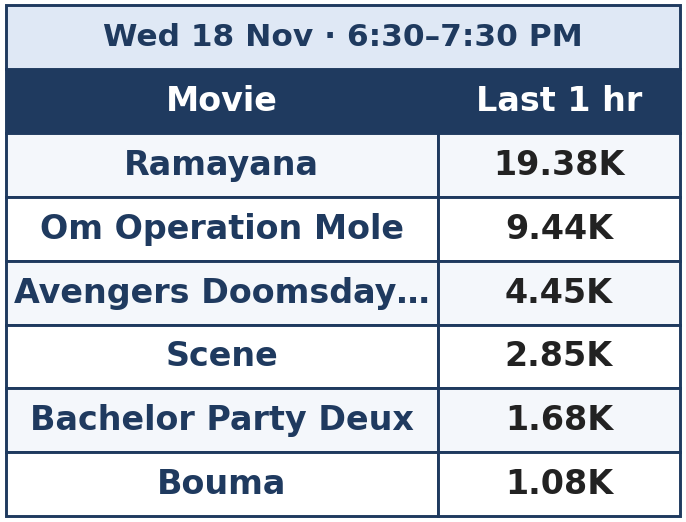 Wed 18 Nov · 6:30–7:30 PM
Movie Last 1 hr
Ramayana 19.38K
Om Operation Mole 9.44K
Avengers Doomsday… 4.45K
Scene 2.85K
Bachelor Party Deux 1.68K
Bouma 1.08K